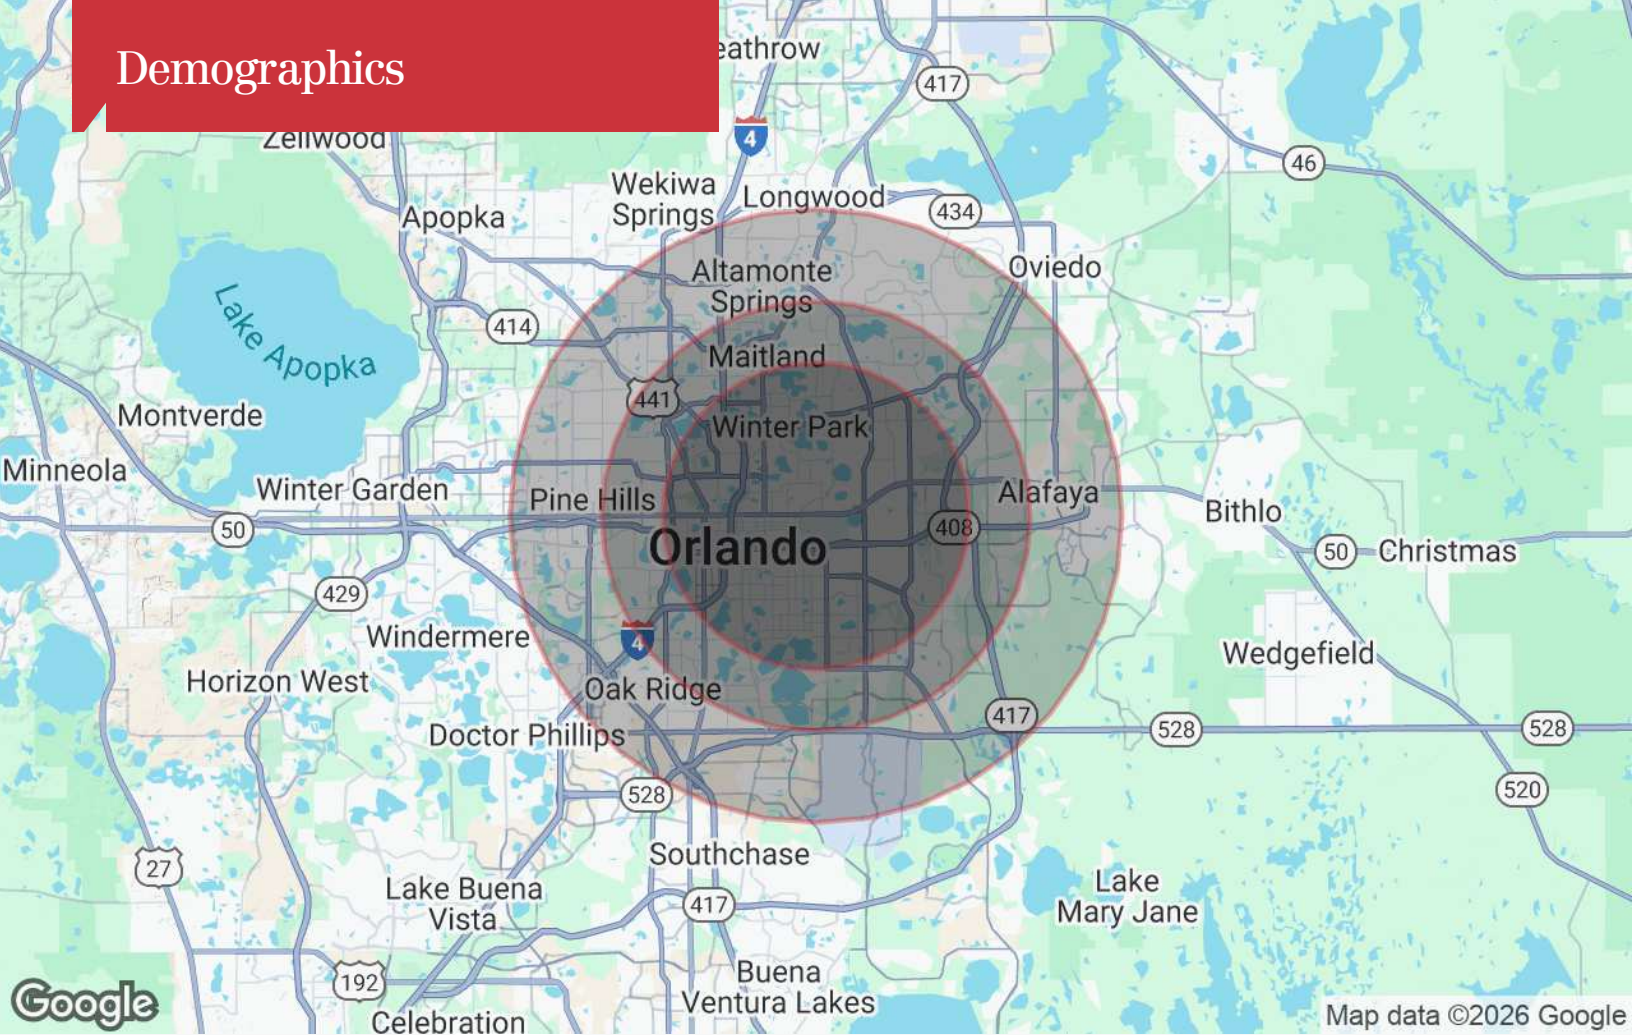 Demographics
eathrow
417
4
Zellwood
46
Wekiwa
Springs
Longwood
434
Apopka
Altamonte
Springs
Oviedo
Lake Apopka
414
Maitland
441
Montverde
Winter Park
Minneola
Winter Garden
Pine Hills
Alafaya
50
Bithlo
408
Orlando
50
Christmas
429
Windermere
4
Wedgefield
Horizon West
Oak Ridge
417
Doctor Phillips
528
528
528
520
Southchase
27
Lake Buena
Vista
417
Lake
Mary Jane
192
Buena
Ventura Lakes
Google
Celebration
Map data ©2026 Google